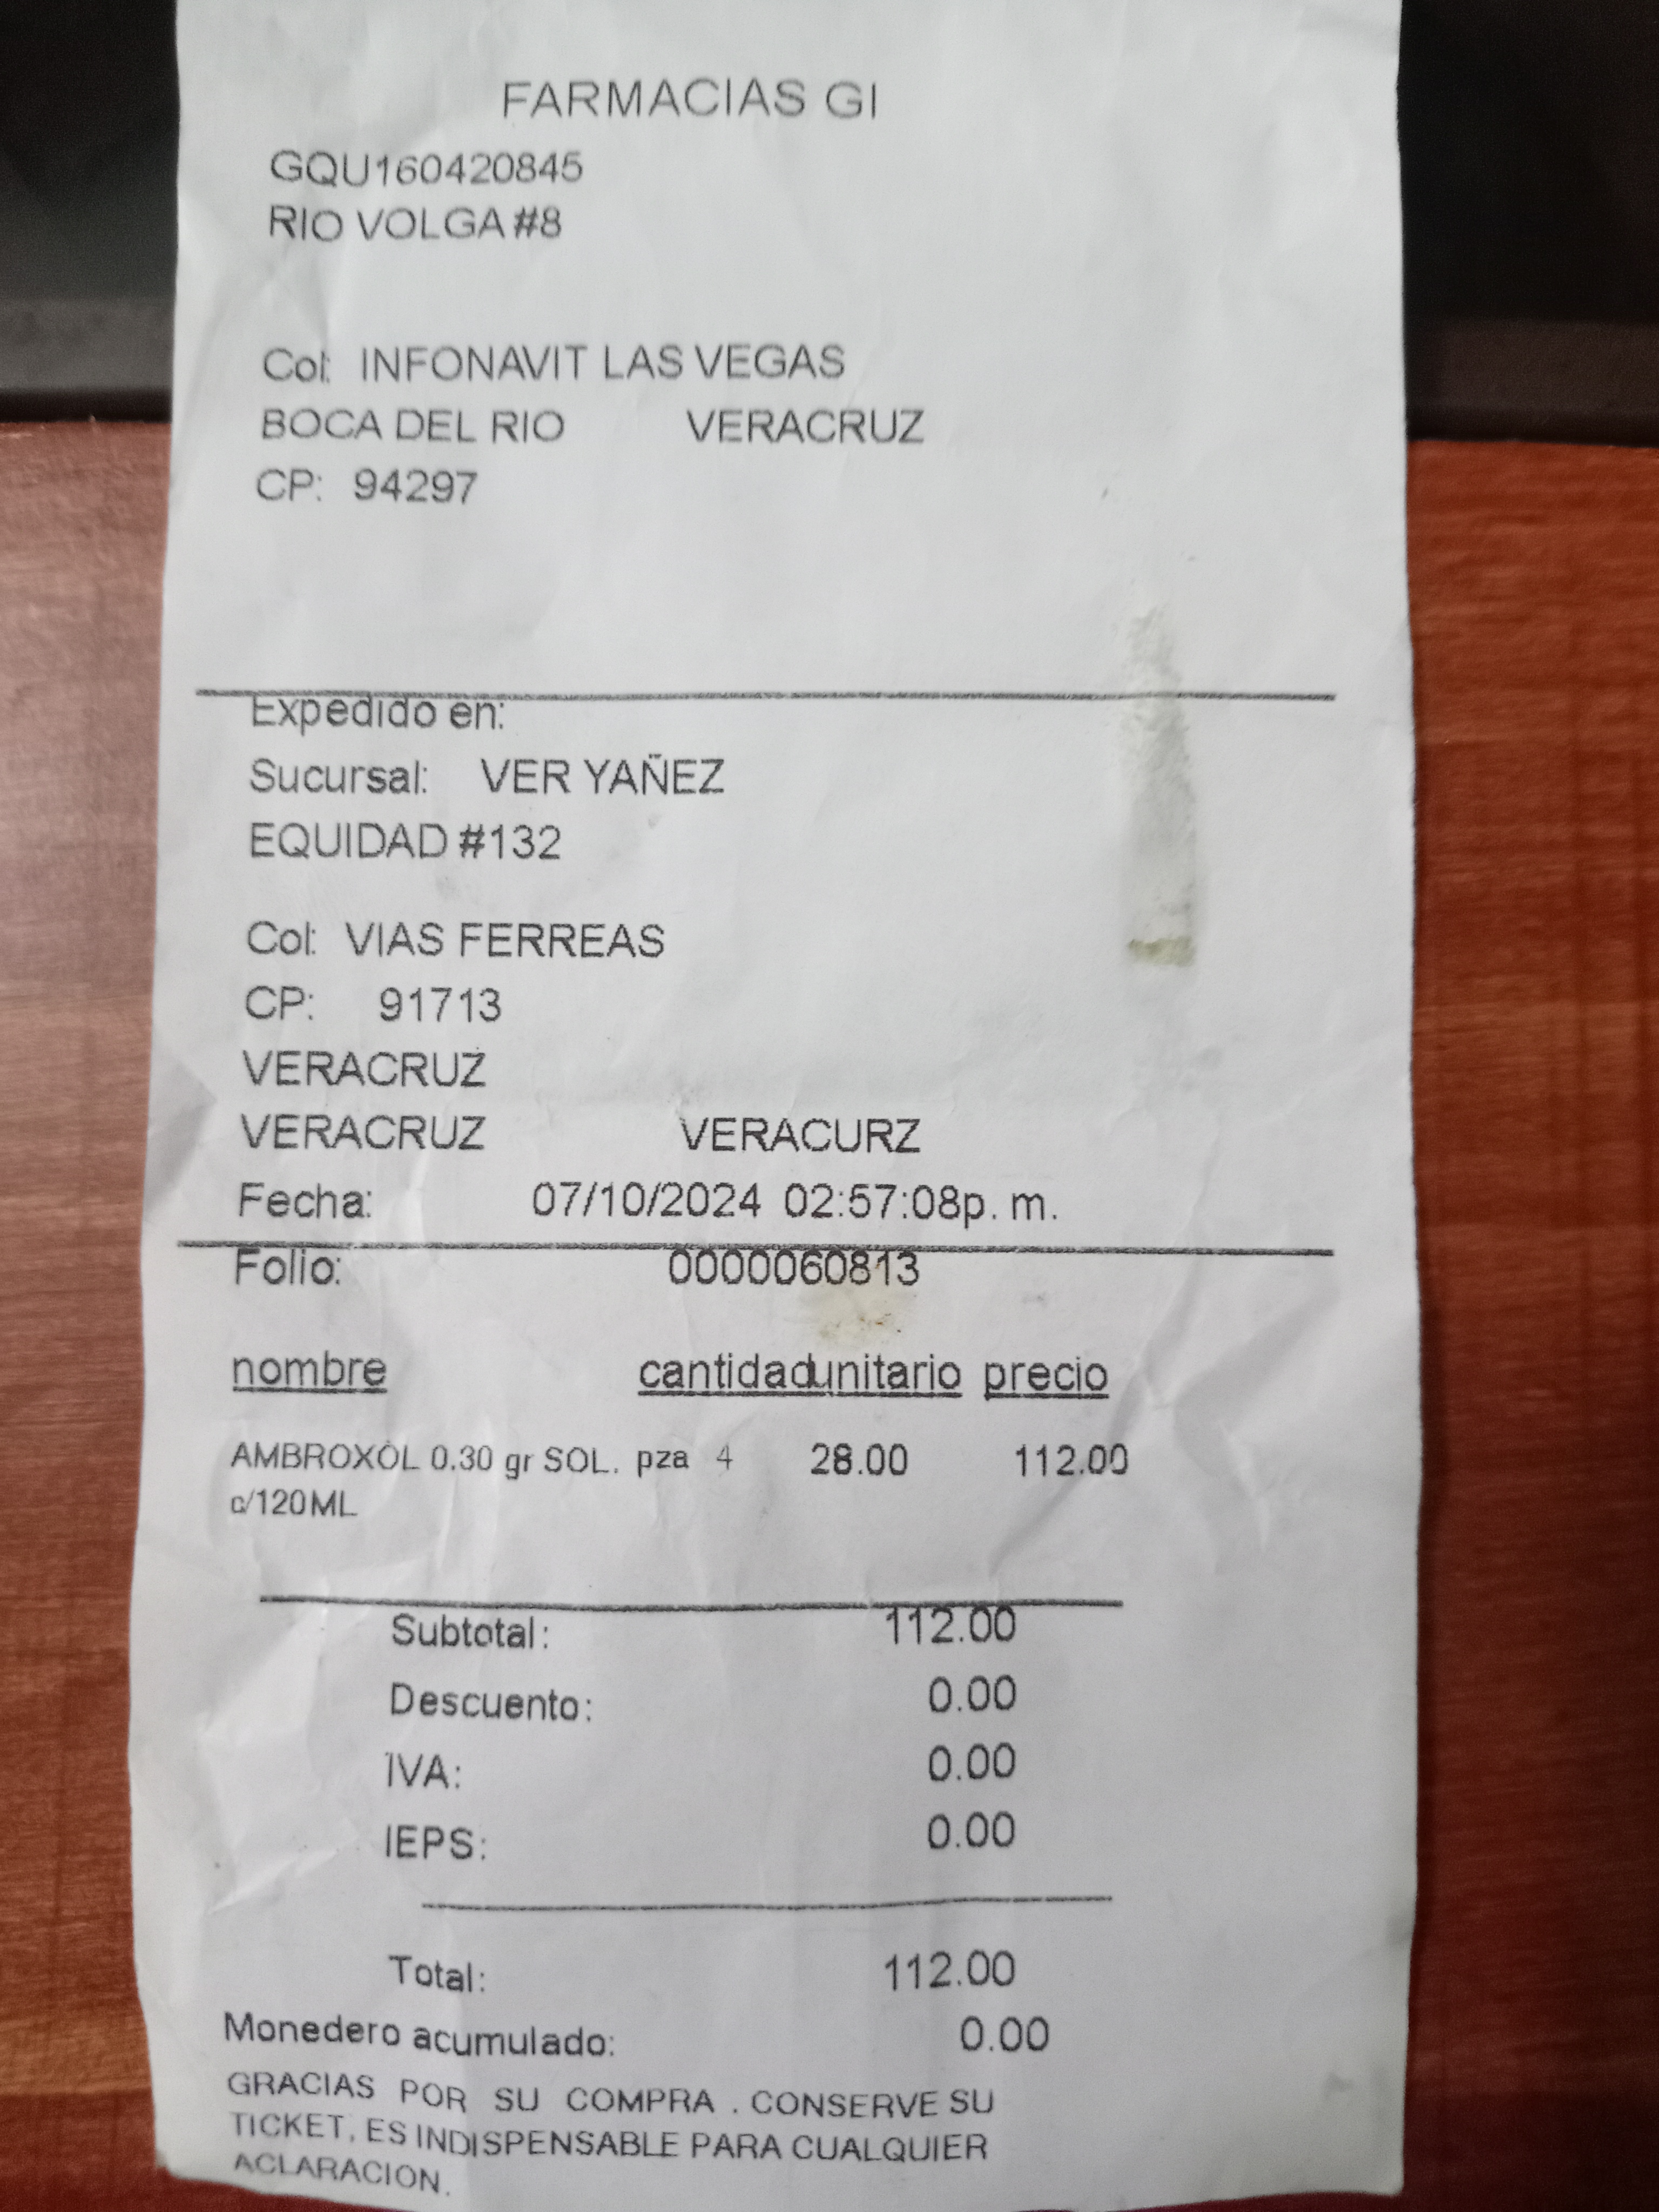 FARMACIAS GI
GQU160420845
RIO VOLGA #8
Col: INFONAVIT LAS VEGAS
BOCA DEL RIO VERACRUZ
CP: 94297
Expedido en:
Sucursal: VER YAÑEZ
EQUIDAD #132
Col: VIAS FERREAS
CP: 91713
VERACRUZ
VERACRUZ VERACURZ
Fecha: 07/10/2024 02:57:08p. m.
Folio: 0000060813
nombre cantidad unitario precio
AMBROXOL 0.30 gr SOL. pza 4 28.00 112.00
c/120ML
Subtotal: 112.00
Descuento: 0.00
IVA: 0.00
IEPS: 0.00
Total: 112.00
Monedero acumulado: 0.00
GRACIAS POR SU COMPRA . CONSERVE SU
TICKET, ES INDISPENSABLE PARA CUALQUIER
ACLARACION.